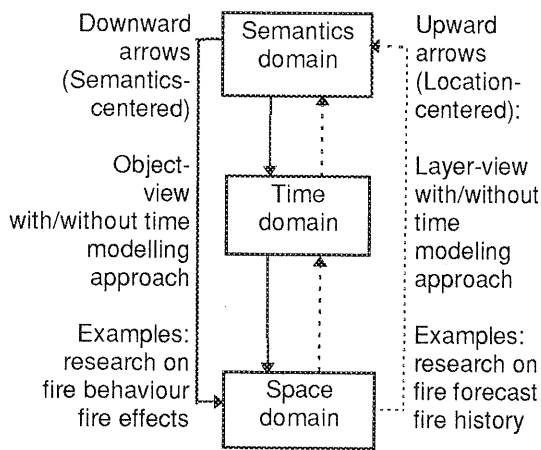 Downward
arrows
(Semantics-
centered)
Object-
view
with/without time
modelling
approach
Examples:
research on
fire behaviour
fire effects
Semantics
domain
Time
domain
Space
domain
Upward
arrows
(Location-
centered):
Layer-view
with/without
time
modeling
approach
Examples:
research on
fire forecast
fire history